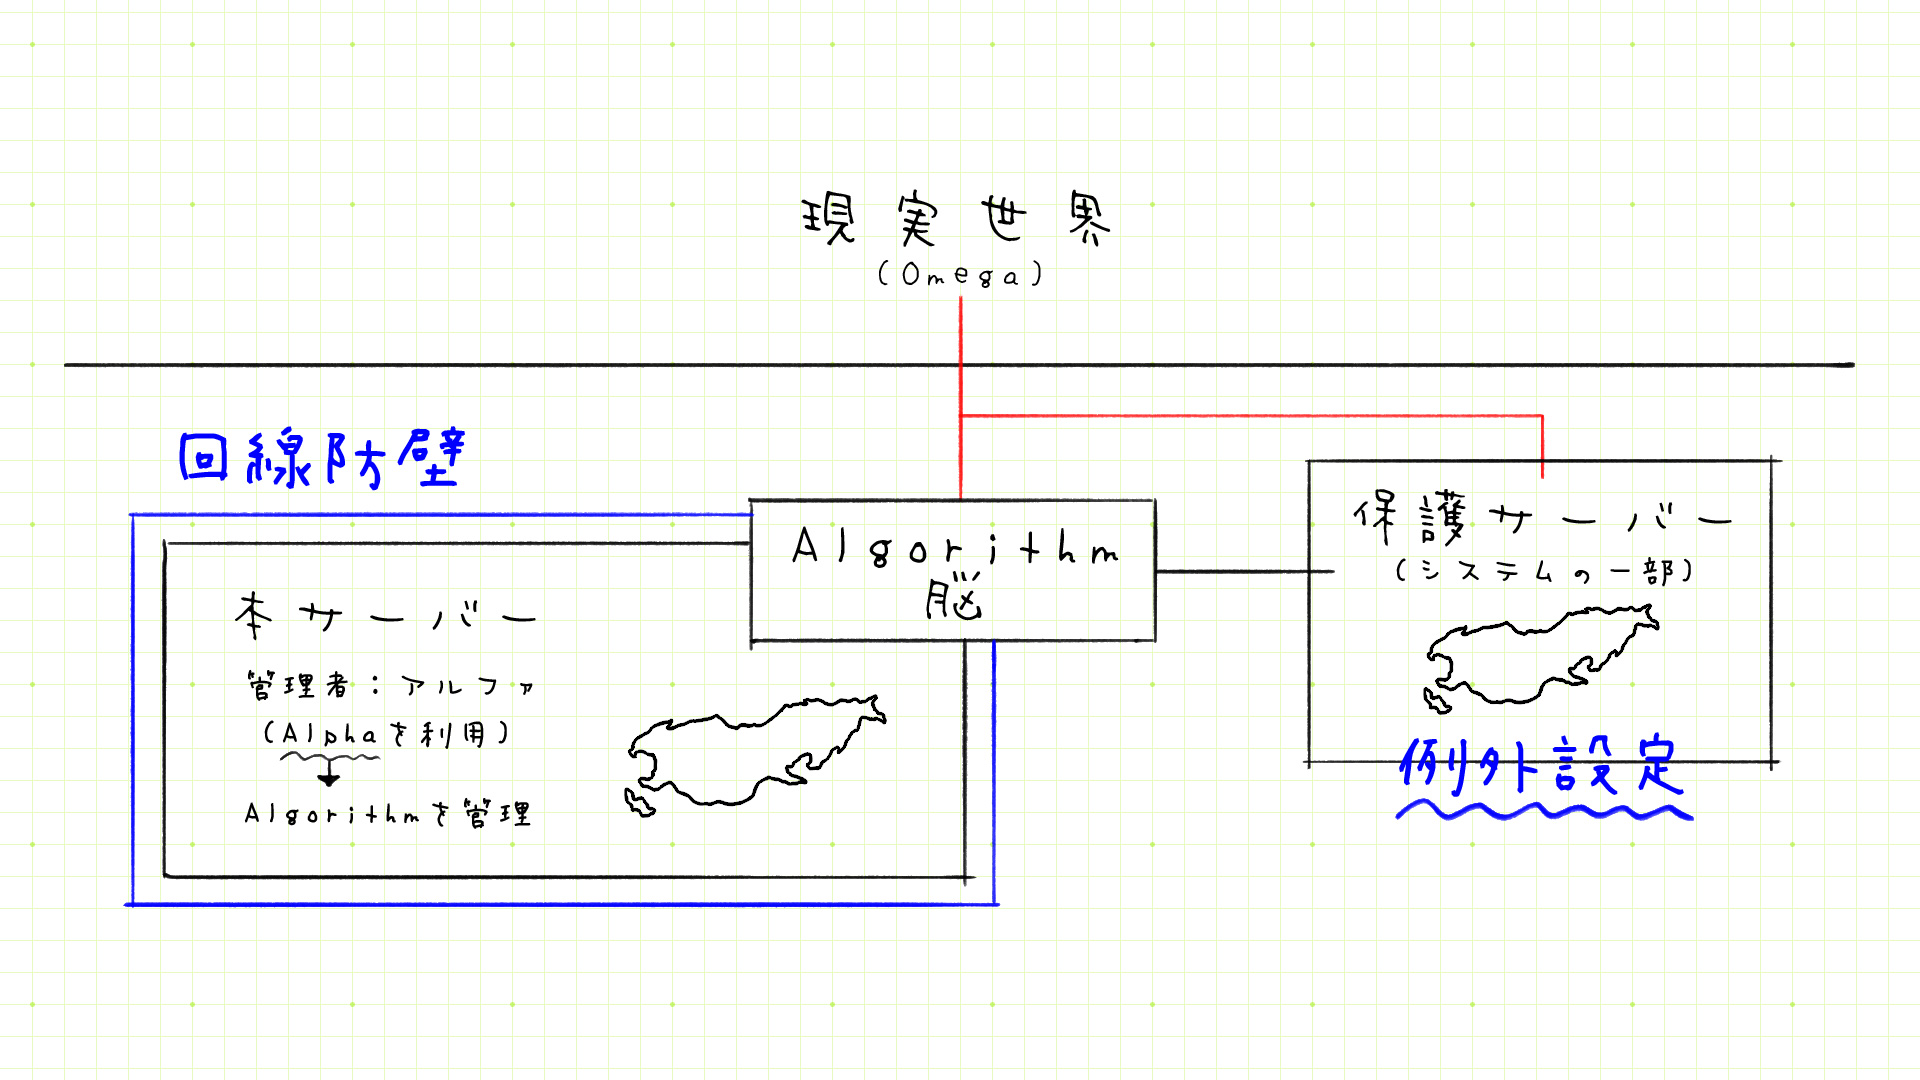 現実世界
(Omega)
回線防壁
Algorithm
脳
本サーバー
管理者:アルファ
(Alphaを利用)
Algorithmを管理
保護サーバー
(システムの一部)
例外設定